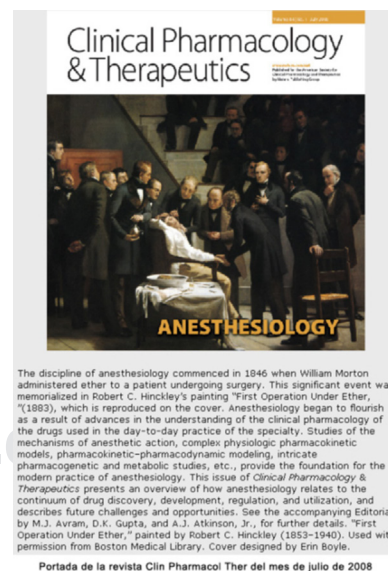 Clinical Pharmacology
& Therapeutics
ANESTHESIOLOGY
The discipline of anesthesiology commenced in 1846 when William Morton
administered ether to a patient undergoing surgery. This significant event wa
memorialized in Robert C. Hinckley's painting "First Operation Under Ether,
"(1883), which is reproduced on the cover. Anesthesiology began to flourish
as a result of advances in the understanding of the clinical pharmacology of
the drugs used in the day-to-day practice of the specialty. Studies of the
mechanisms of anesthetic action, complex physiologic pharmacokinetic
models, pharmacokinetic-pharmacodynamic modeling, intricate
pharmacogenetic and metabolic studies, etc., provide the foundation for the
modern practice of anesthesiology. This issue of Clinical Pharmacology &
Therapeutics presents an overview of how anesthesiology relates to the
continuum of drug discovery, development, regulation, and utilization, and
describes future challenges and opportunities. See the accompanying Editoria
by M.J. Avram, D.K. Gupta, and A.J. Atkinson, Jr., for further details. "First
Operation Under Ether," painted by Robert C. Hinckley (1853-1940). Used wit
permission from Boston Medical Library. Cover designed by Erin Boyle.
Portada de la revista Clin Pharmacol Ther del mes de julio de 2008